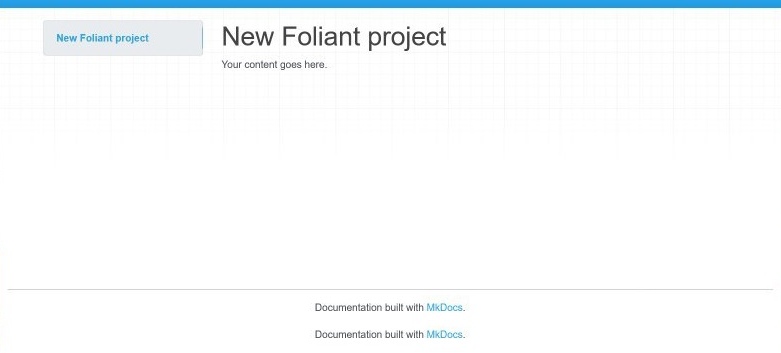 New Foliant project
New Foliant project
Your content goes here.
Documentation built with MkDocs.
Documentation built with MkDocs.